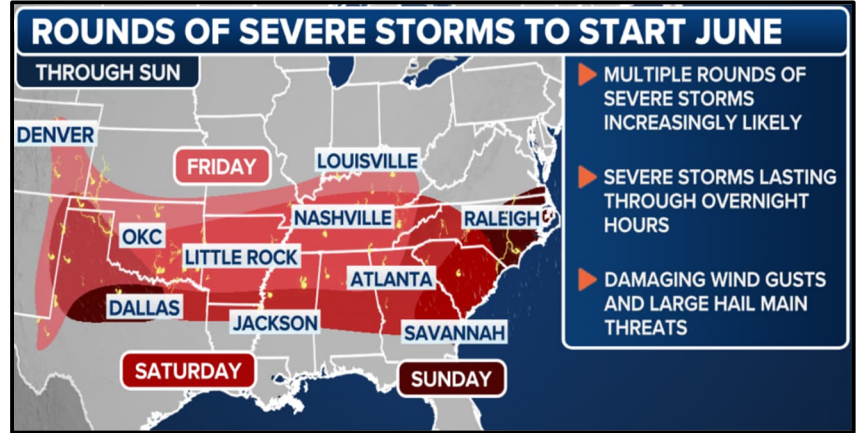 ROUNDS OF SEVERE STORMS TO START JUNE
THROUGH SUN
DENVER
FRIDAY
LOUISVILLE
NASHVILLE
RALEIGH
OKC
LITTLE ROCK
ATLANTA
DALLAS
JACKSON
SAVANNAH
SATURDAY
SUNDAY
MULTIPLE ROUNDS OF
SEVERE STORMS
INCREASINGLY LIKELY
SEVERE STORMS LASTING
THROUGH OVERNIGHT
HOURS
DAMAGING WIND GUSTS
AND LARGE HAIL MAIN
THREATS